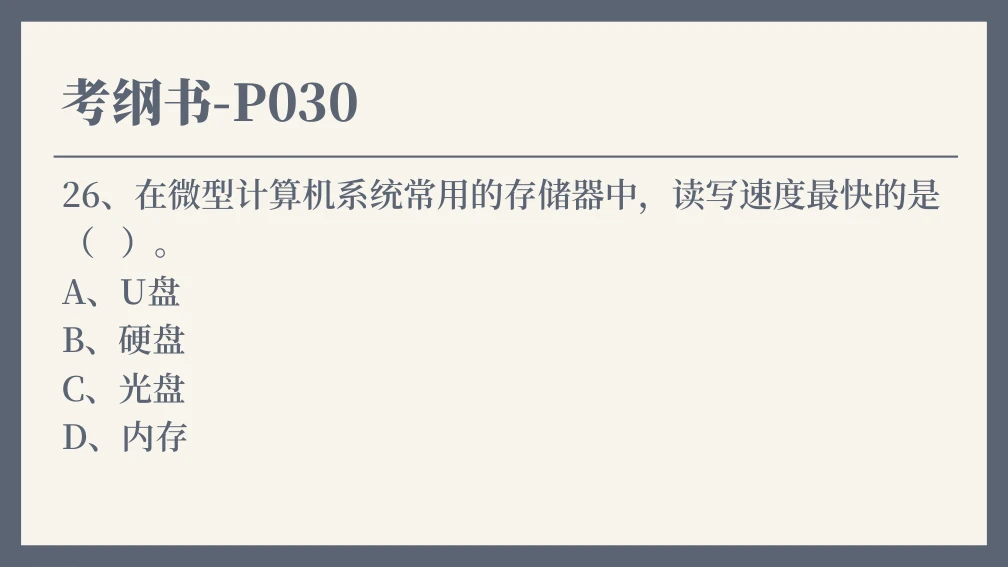 考纲书-P030
26、在微型计算机系统常用的存储器中，读写速度最快的是
（ ）。
A、U盘
B、硬盘
C、光盘
D、内存